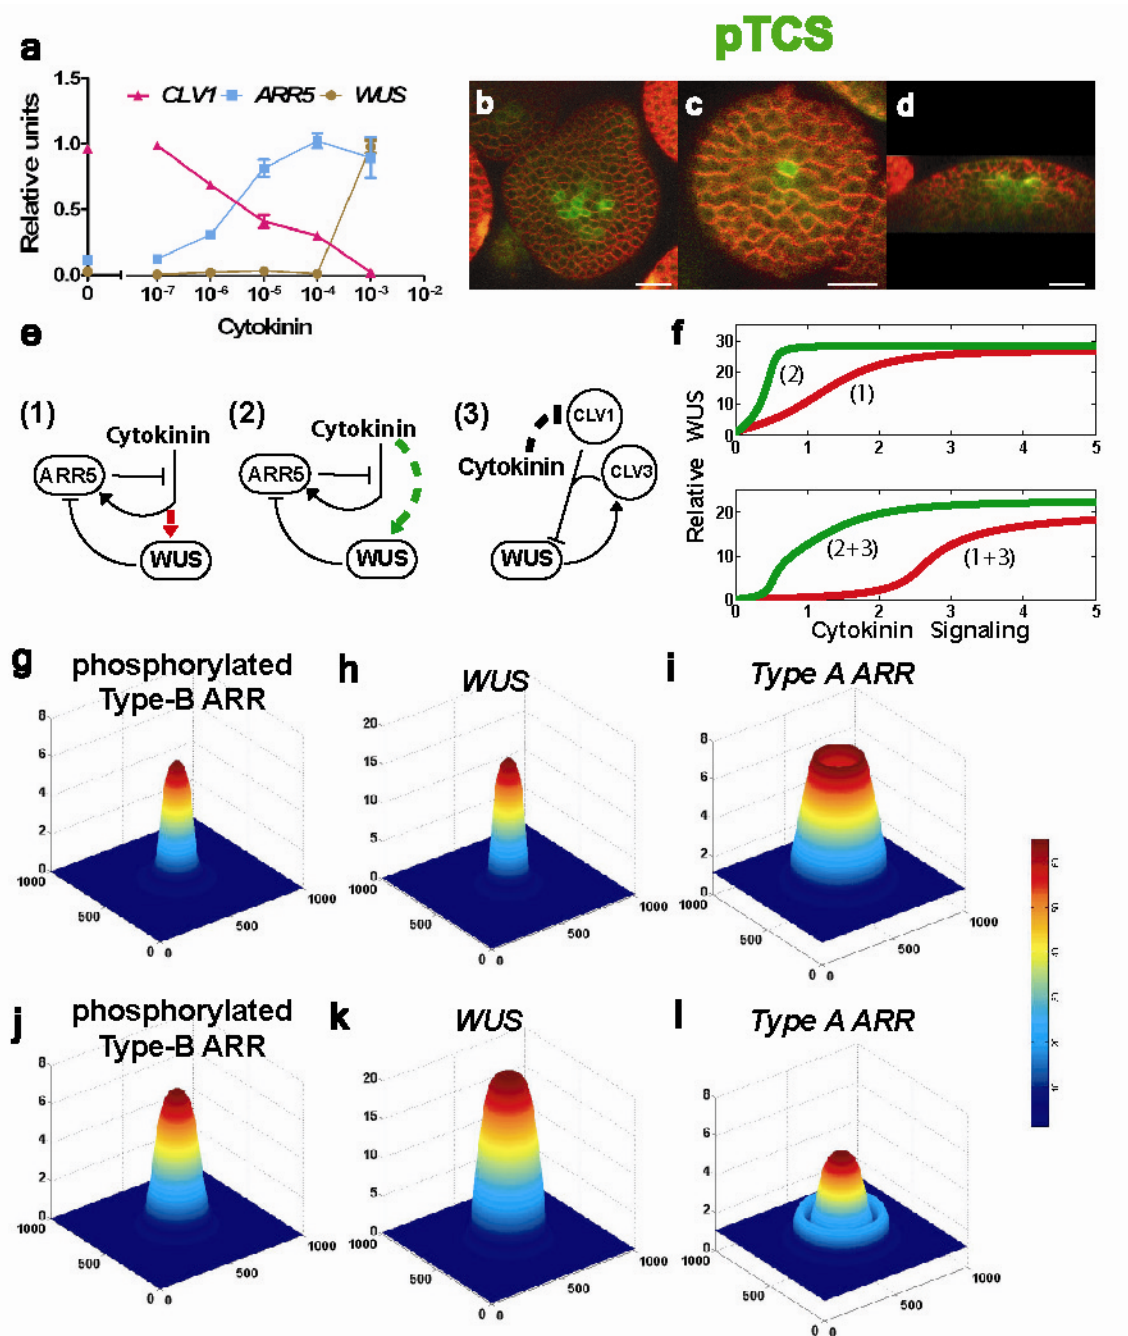 pTCS
a
CLV1 ARR5 WUS
Relative units
1.5
1.0
0.5
0.0
0 10-7 10-6 10-5 10-4 10-3 10-2
Cytokinin
b c d
e
(1) (2) (3)
Cytokinin
ARR5
WUS
Cytokinin
ARR5
WUS
CLV1
Cytokinin
CLV3
WUS
f
Relative WUS
30
20
10
0
(2)
(1)
0 1 2 3 4 5
20
10
0
(2+3)
(1+3)
0 1 2 3 4 5
Cytokinin Signaling
g phosphorylated
Type-B ARR
8
6
4
2
0
1000
500
0 0
500
1000
h WUS
20
15
10
5
0
1000
500
0 0
500
1000
i Type A ARR
8
6
4
2
0
1000
500
0 0
500
1000
j phosphorylated
Type-B ARR
8
6
4
2
0
1000
500
0 0
500
1000
k WUS
20
15
10
5
0
1000
500
0 0
500
1000
l Type A ARR
8
6
4
2
0
1000
500
0 0
500
1000